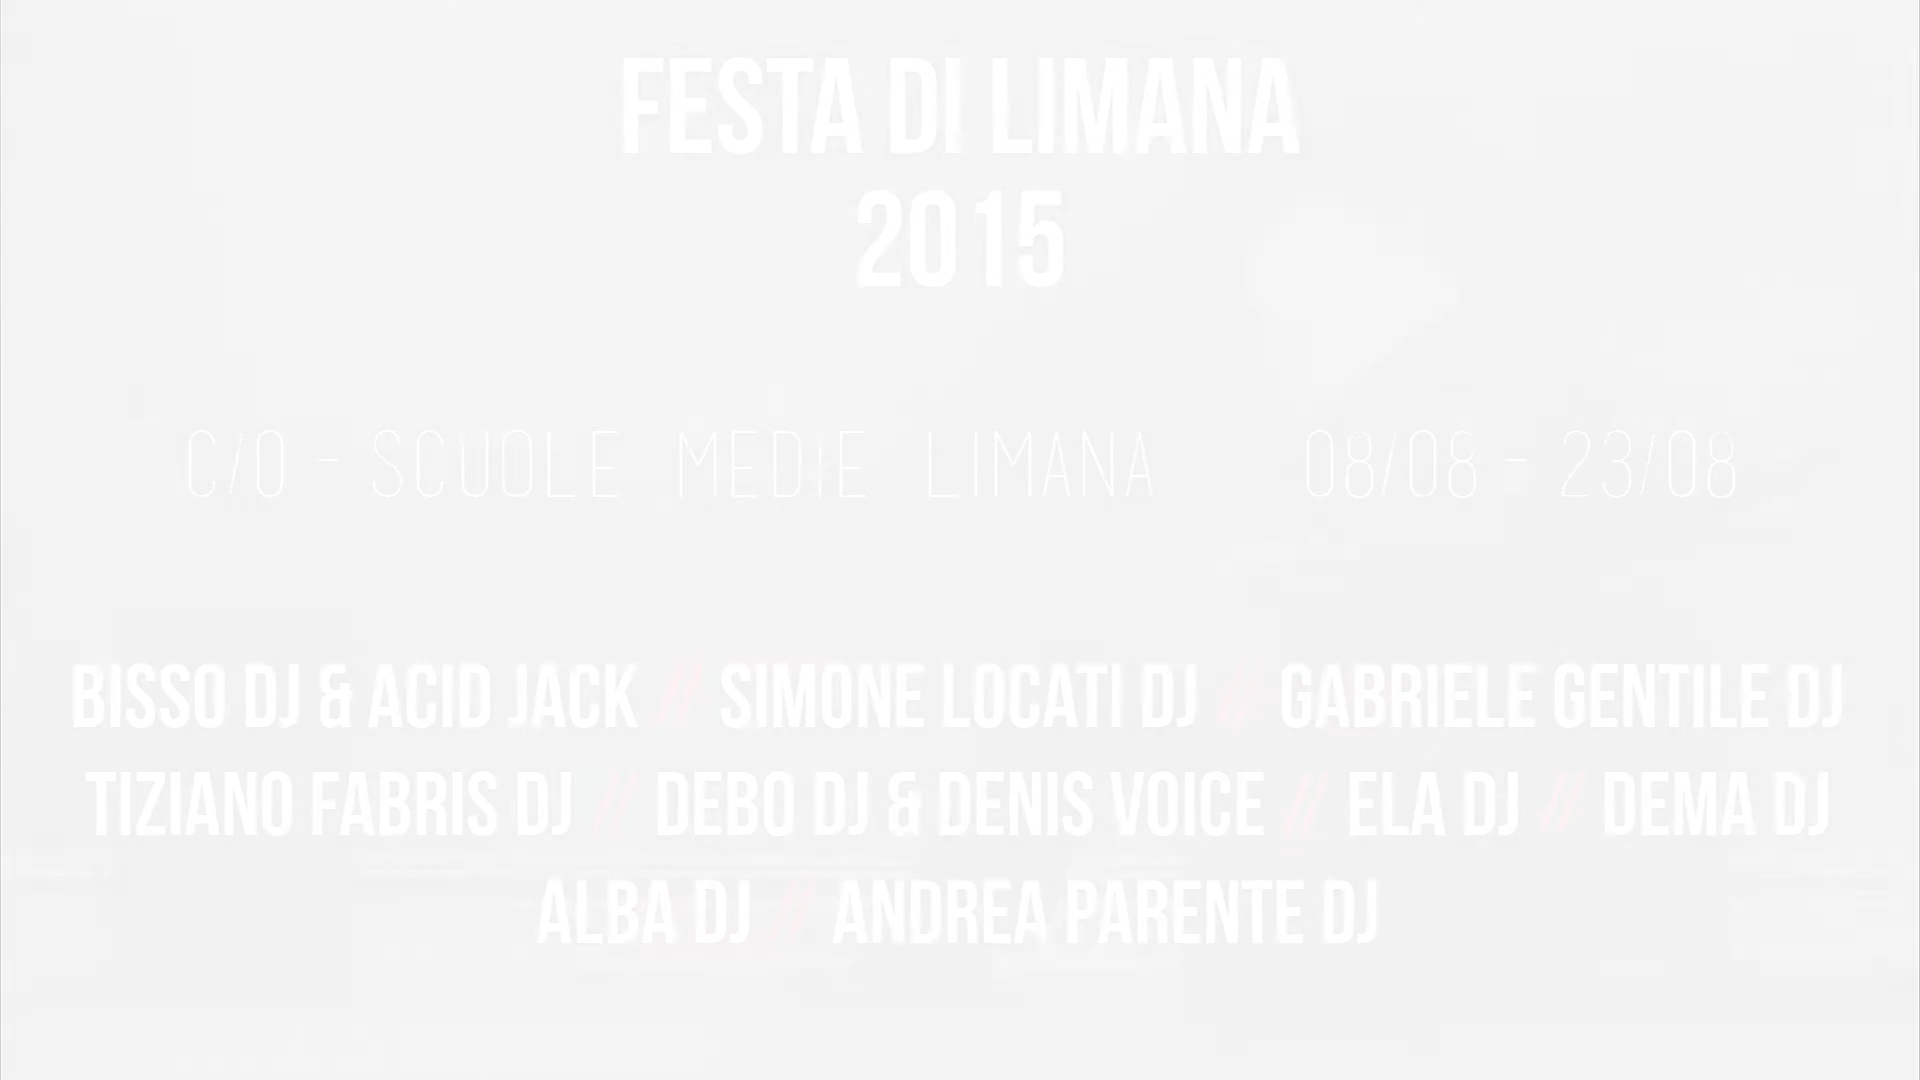 FESTA DI LIMANA
2015
C/O - SCUOLE MEDIE LIMANA 08/08 - 23/08
BISSO DJ & ACID JACK // SIMONE LOCATI DJ // GABRIELE GENTILE DJ
TIZIANO FABRIS DJ // DEBO DJ & DENIS VOICE // ELA DJ // DEMA DJ
ALBA DJ // ANDREA PARENTE DJ